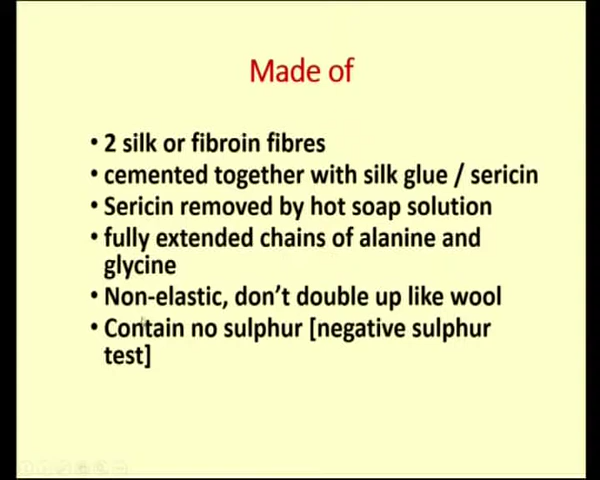 Made of
• 2 silk or fibroin fibres
• cemented together with silk glue / sericin
• Sericin removed by hot soap solution
• fully extended chains of alanine and
glycine
• Non-elastic, don't double up like wool
• Contain no sulphur [negative sulphur
test]